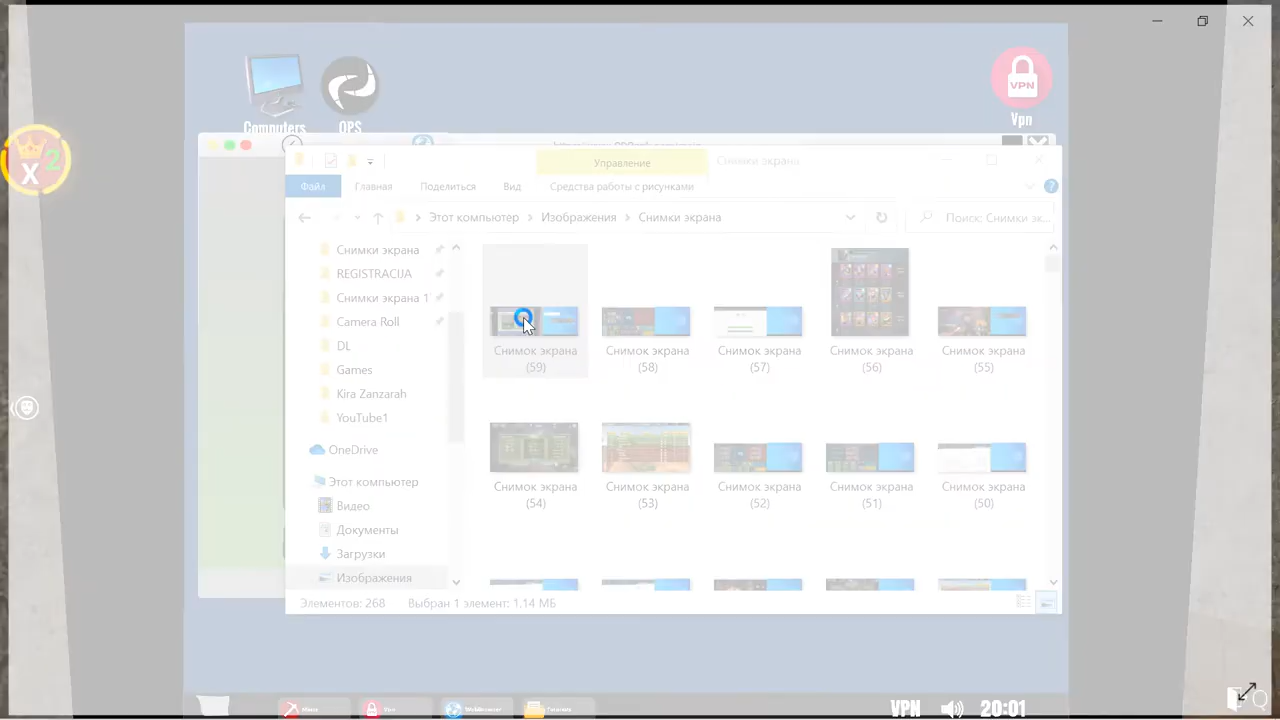 VPN
Vpn
Computers
OPS
X2
Управление
Снимки экрана
Файл
Главная
Поделиться
Вид
Средства работы с рисунками
Этот компьютер
Изображения
Снимки экрана
Поиск: Снимки эк...
Снимки экрана
REGISTRACIJA
Снимки экрана 1
Camera Roll
DL
Games
Kira Zanzarah
YouTube1
OneDrive
Этот компьютер
Видео
Документы
Загрузки
Изображения
Снимок экрана
(59)
Снимок экрана
(58)
Снимок экрана
(57)
Снимок экрана
(56)
Снимок экрана
(55)
Снимок экрана
(54)
Снимок экрана
(53)
Снимок экрана
(52)
Снимок экрана
(51)
Снимок экрана
(50)
Элементов: 268
Выбран 1 элемент: 1,14 МБ
Vpn
VPN
20:01